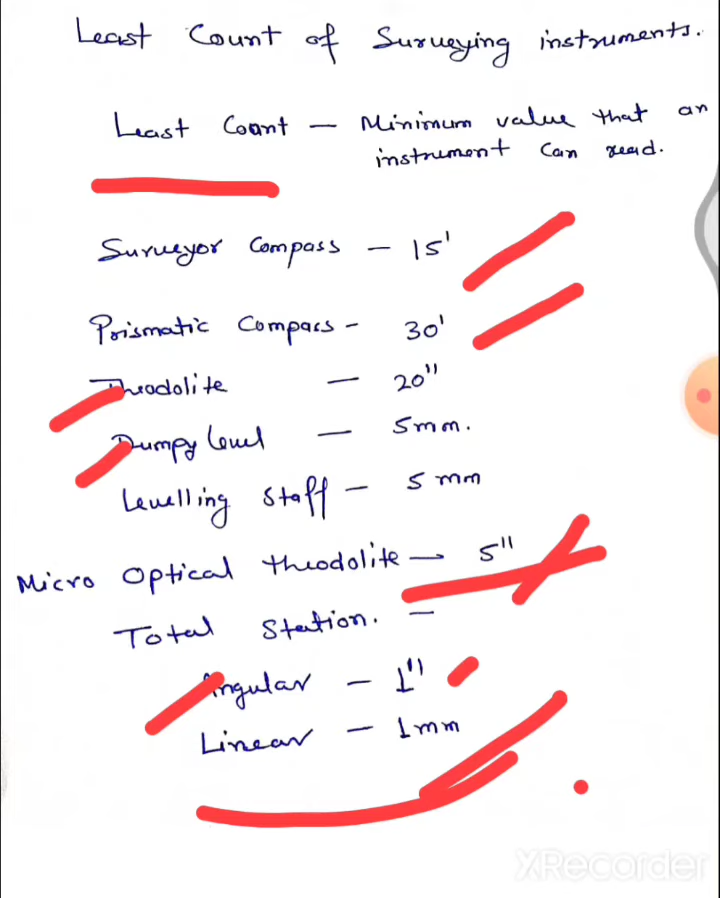 Least Count of Surveying instruments.
Least Count — Minimum value that an
instrument can read.
Surveyor Compass — 15'
Prismatic Compass - 30'
Theodolite — 20"
Dumpy level — 5mm.
Levelling Staff — 5 mm
Micro Optical theodolite — 5"
Total Station. —
Angular — 1"
Linear — 1mm
XRecorder